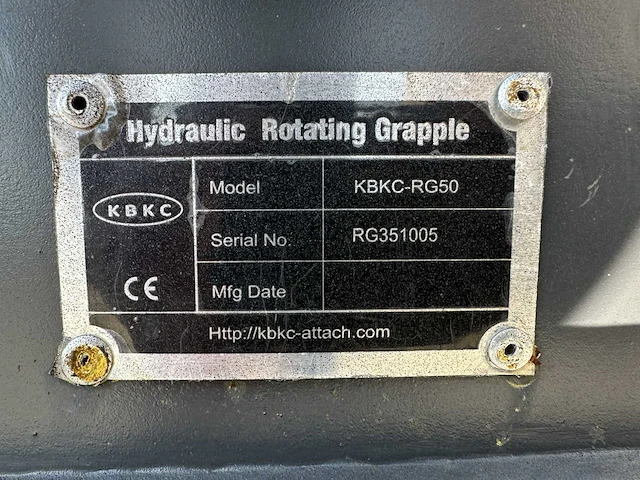 Hydraulic Rotating Grapple
KBKC
Model KBKC-RG50
Serial No. RG351005
CE
Mfg Date
Http://kbkc-attach.com